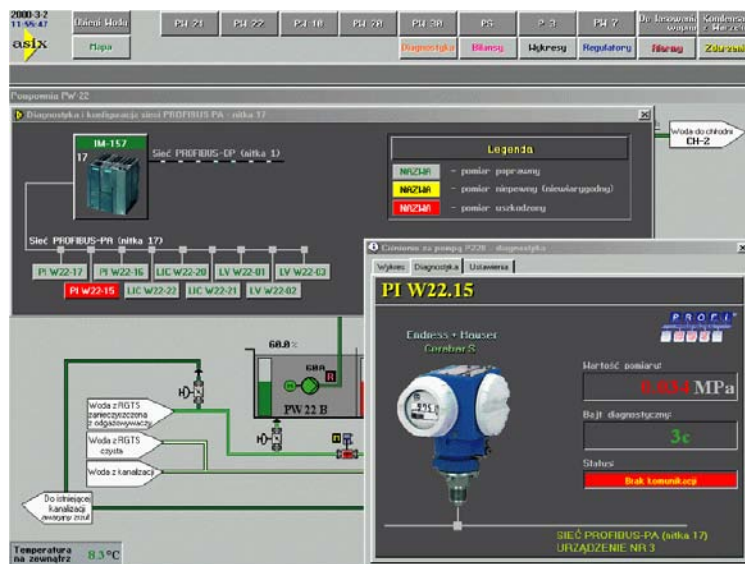 2000-3-2
11:55:47
asix
Mapa
PW 21
PW 22
PW 20
PW 30
PS
P 3
PW 7
Diagnostyka
Bilansy
Wykresy
Regulatory
Alarmy
Pompownia PW-22
Diagnostyka i konfiguracja sieci PROFIBUS PA - nitka 17
IM-157
17
Sieć PROFIBUS-DP (nitka 1)
Legenda
NAZWA - pomiar poprawny
NAZWA - pomiar niepewny (niewiarygodny)
NAZWA - pomiar uszkodzony
Woda do chłodni
CH-2
Sieć PROFIBUS-PA (nitka 17)
PI W22-17
PI W22-16
LIC W22-20
LV W22-01
LV W22-03
PI W22-15
LIC W22-22
LIC W22-21
LV W22-02
Ciśnienie za pompą P220 - diagnostyka
Wykres
Diagnostyka
Ustawienia
PI W22.15
PROFI
Endress + Hauser
Cerabar S
Wartość pomiaru:
0.034 MPa
Bajt diagnostyczny:
3c
Status:
Brak komunikacji
SIEĆ PROFIBUS-PA (nitka 17)
URZĄDZENIE NR 3
60.0 %
R
PW 22 B
Woda z RGTS
zanieczyszczona
z odgazowywaczy
Woda z RGTS
czysta
Woda z kanalizacji
Do istniejącej
kanalizacji
Temperatura
na zewnątrz
8.3 °C